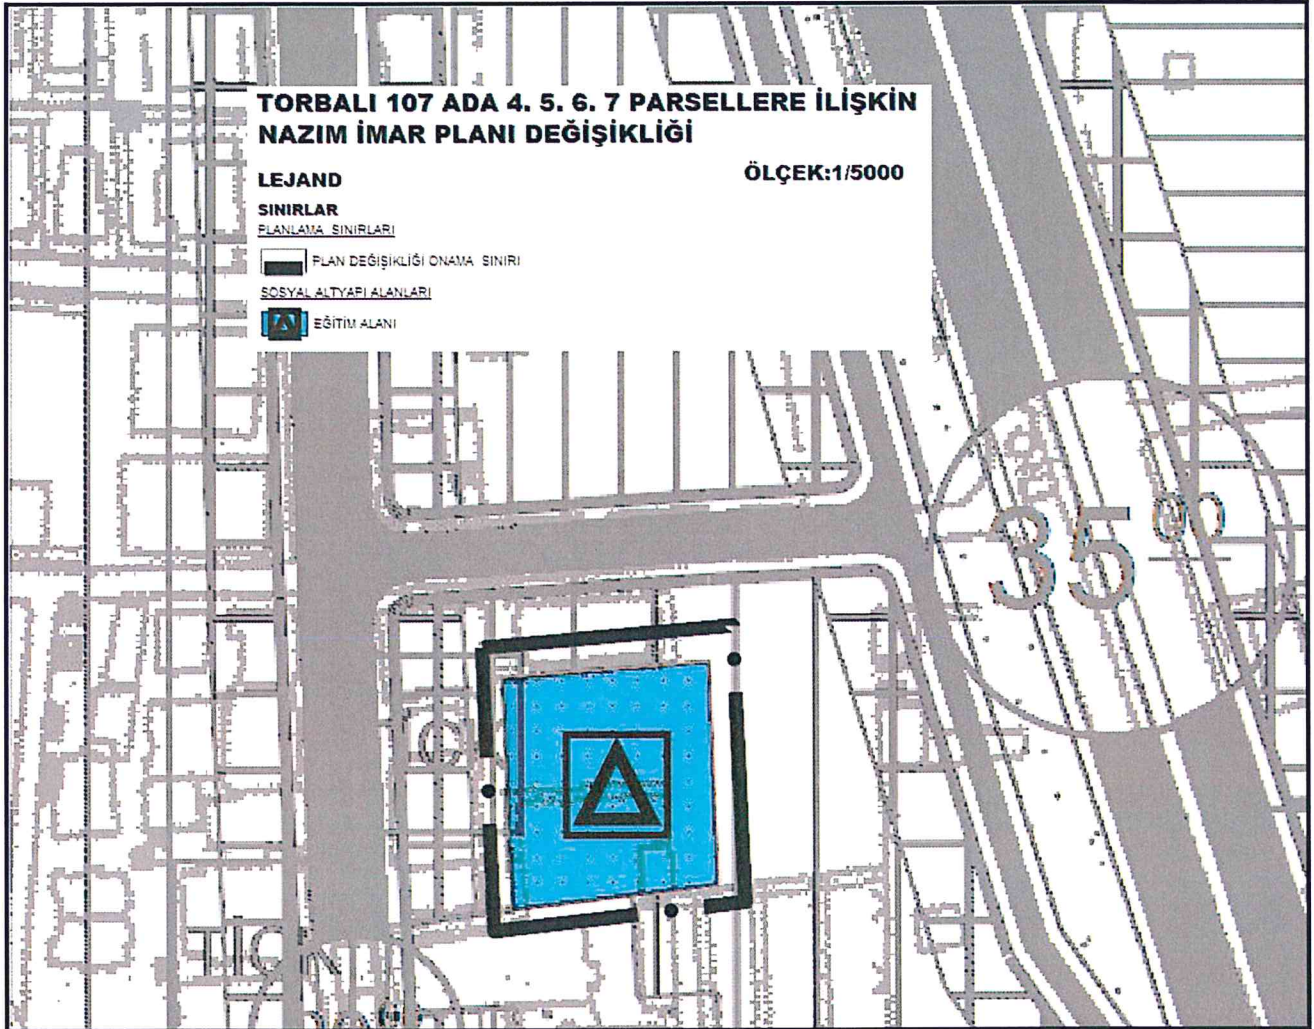 TORBALI 107 ADA 4. 5. 6. 7 PARSELLERE İLİŞKİN
NAZIM İMAR PLANI DEĞİŞİKLİĞİ
ÖLÇEK:1/5000
LEJAND
SINIRLAR
PLANLAMA SINIRLARI
PLAN DEĞİŞİKLİĞİ ONAMA SINIRI
SOSYAL ALTYAPI ALANLARI
EĞİTİM ALANI
35⁰⁰